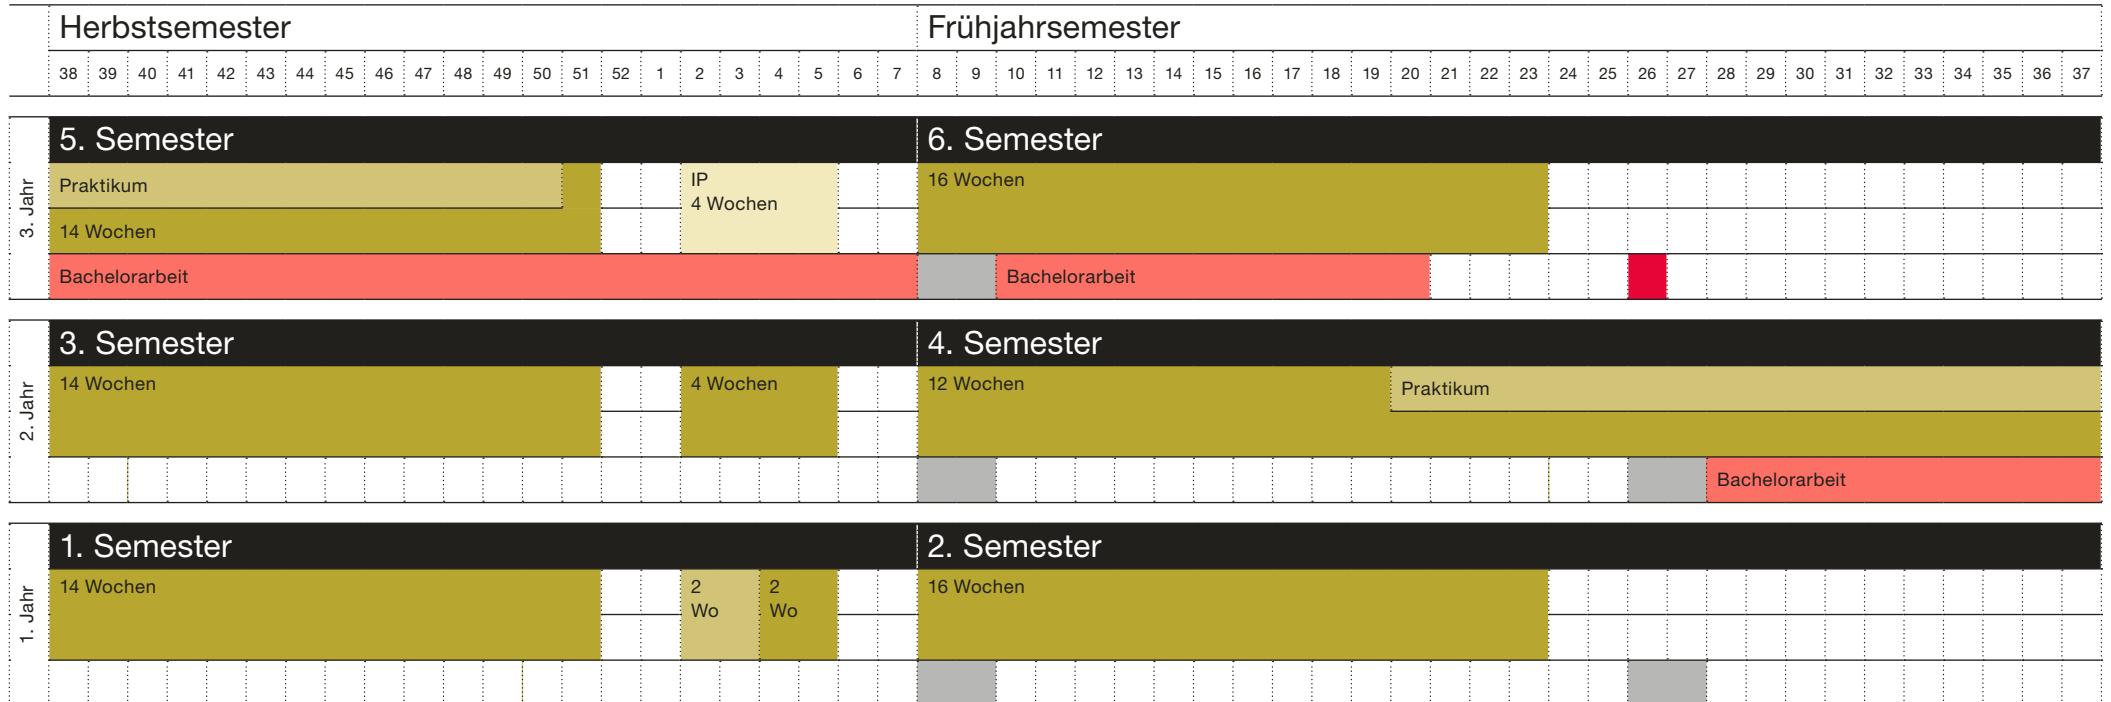 Herbstsemester Frühjahrsemester
38 39 40 41 42 43 44 45 46 47 48 49 50 51 52 1 2 3 4 5 6 7 8 9 10 11 12 13 14 15 16 17 18 19 20 21 22 23 24 25 26 27 28 29 30 31 32 33 34 35 36 37
3. Jahr
5. Semester 6. Semester
Praktikum
14 Wochen
IP
4 Wochen
16 Wochen
Bachelorarbeit Bachelorarbeit
2. Jahr
3. Semester 4. Semester
14 Wochen 4 Wochen 12 Wochen Praktikum
Bachelorarbeit
1. Jahr
1. Semester 2. Semester
14 Wochen
2
Wo
2
Wo
16 Wochen